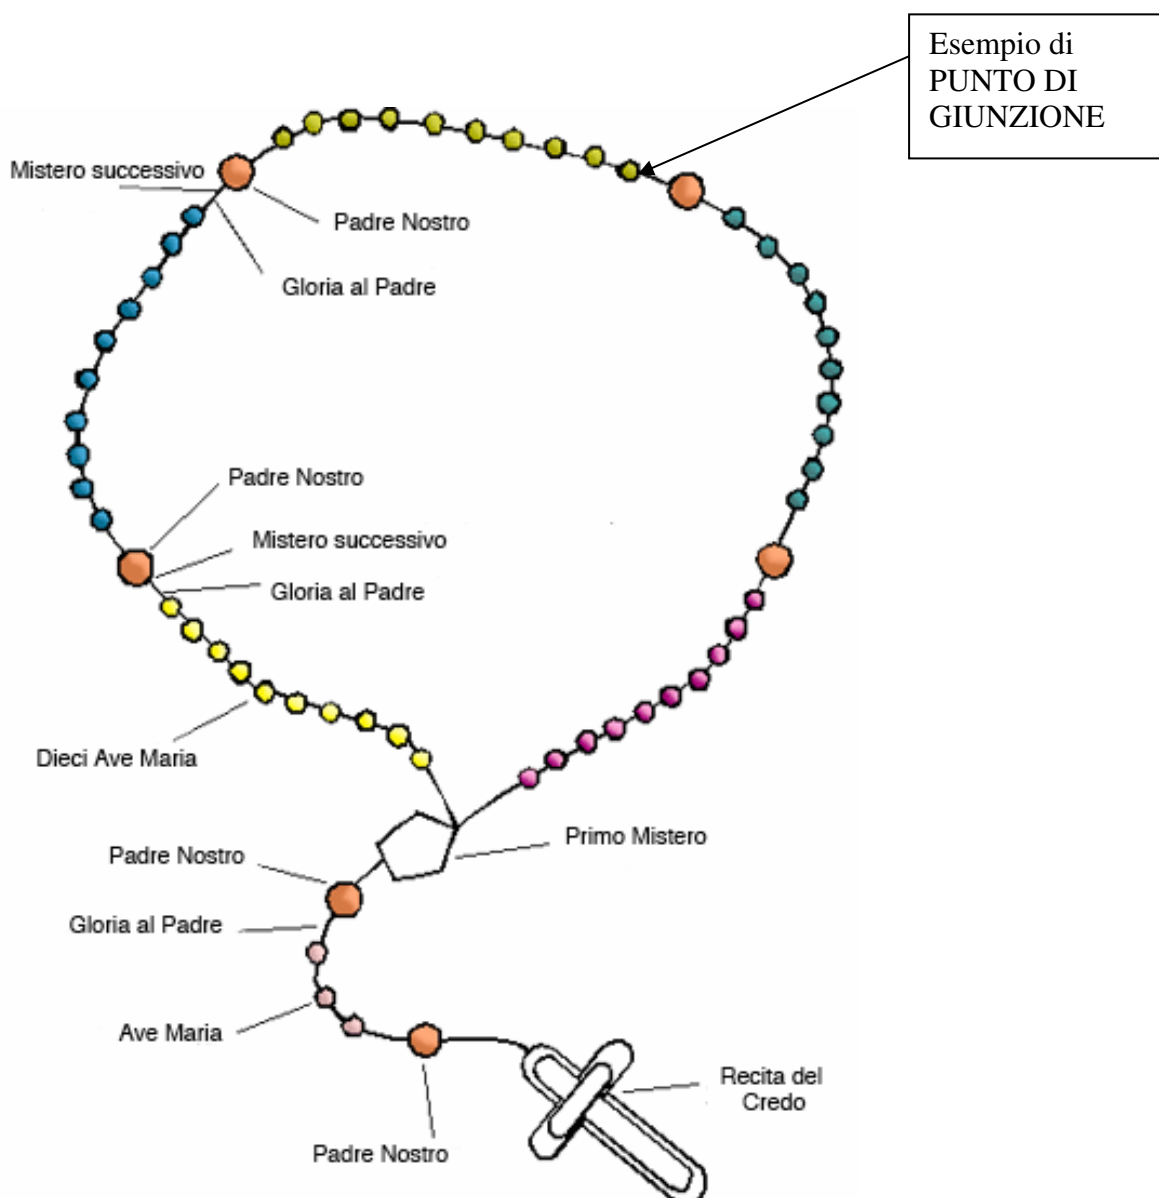 Esempio di
PUNTO DI
GIUNZIONE
Mistero successivo
Padre Nostro
Gloria al Padre
Padre Nostro
Mistero successivo
Gloria al Padre
Dieci Ave Maria
Primo Mistero
Padre Nostro
Gloria al Padre
Ave Maria
Recita del
Credo
Padre Nostro